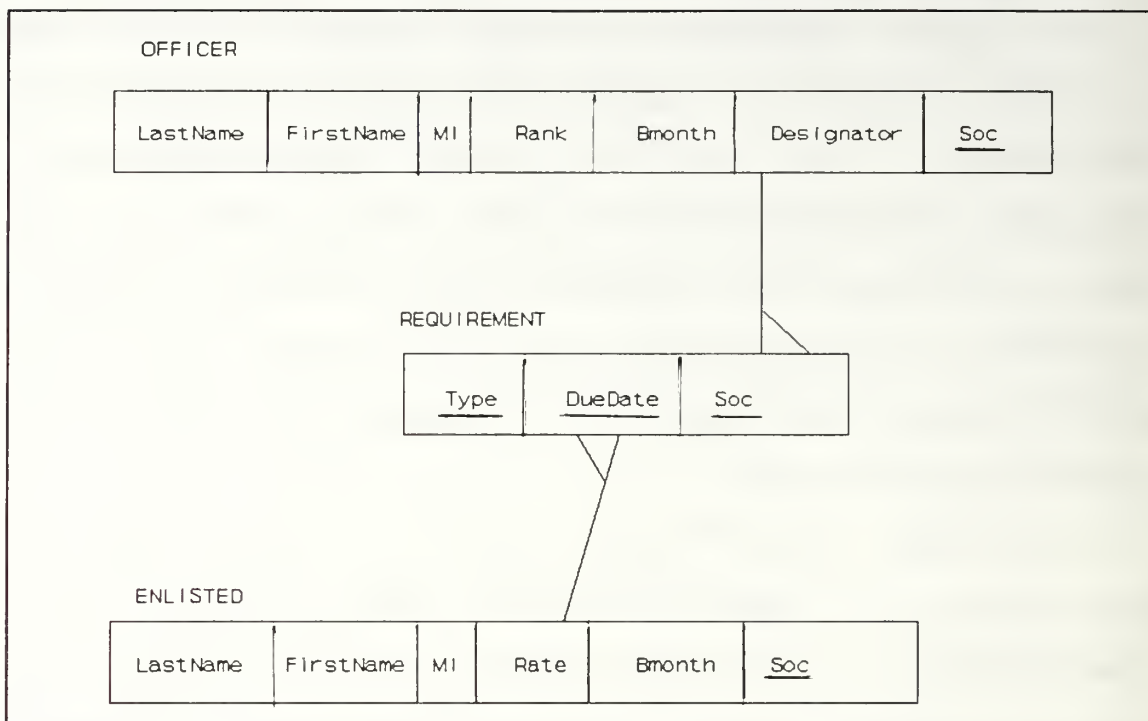 OFFICER
LastName FirstName MI Rank Bmonth Designator Soc
REQUIREMENT
Type DueDate Soc
ENLISTED
LastName FirstName MI Rate Bmonth Soc